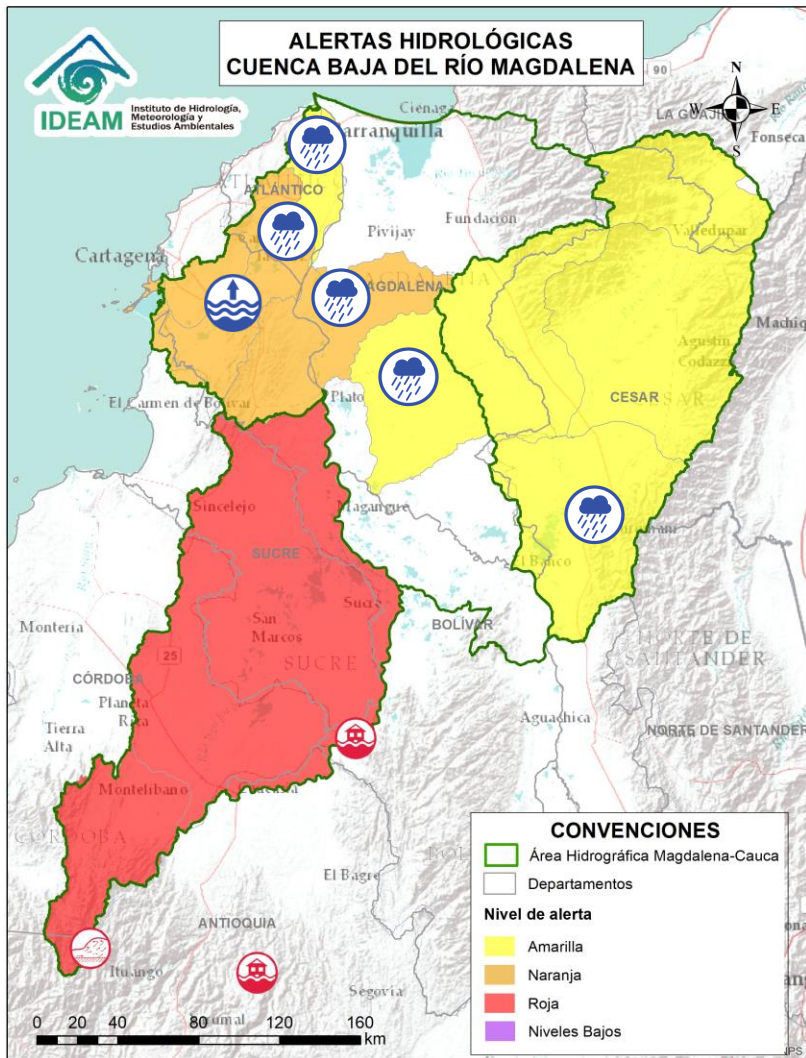 ALERTAS HIDROLÓGICAS
CUENCA BAJA DEL RÍO MAGDALENA
IDEAM
Instituto de Hidrología,
Meteorología y
Estudios Ambientales
N
W
E
S
90
Ciénaga
LA GUAJIRA
Fonseca
ATLÁNTICO
Pivijay
Fundación
Valledupar
Cartagena
MAGDALENA
Machiq
Agustín
Codazzi
El Carmen de Bolívar
Plato
CESAR
Sincelejo
Magangue
SUCRE
El Banco
Sucre
San
Marcos
BOLÍVAR
Montería
SUCRE
NORTE DE
SANTANDER
25
CÓRDOBA
Planeta
Rica
Tierra
Alta
Aguachica
NORTE DE SANTANDER
Montelíbano
CÓRDOBA
El Bagre
ANTIOQUIA
Ituango
Segovia
0 20 40 80 120 160
km
CONVENCIONES
Área Hidrográfica Magdalena-Cauca
Departamentos
Nivel de alerta
Amarilla
Naranja
Roja
Niveles Bajos